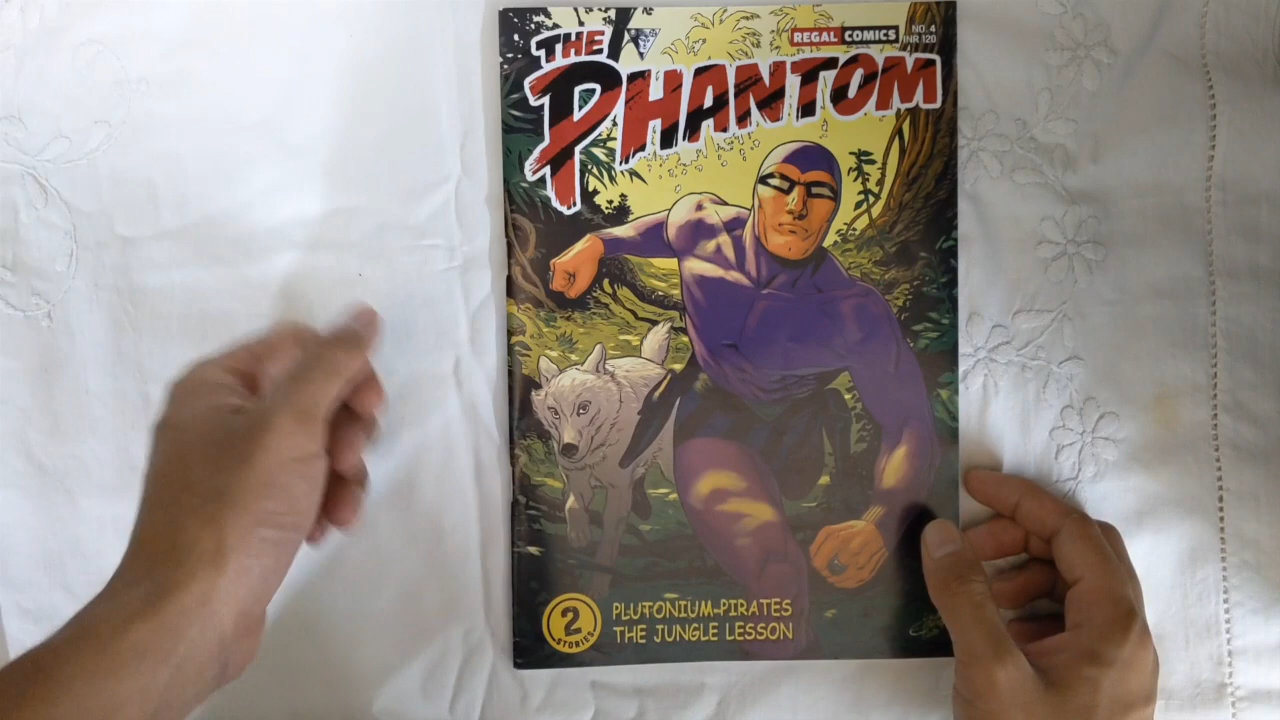 THE
PHANTOM
REGAL COMICS
NO. 4
INR 120
2
STORIES
PLUTONIUM PIRATES
THE JUNGLE LESSON